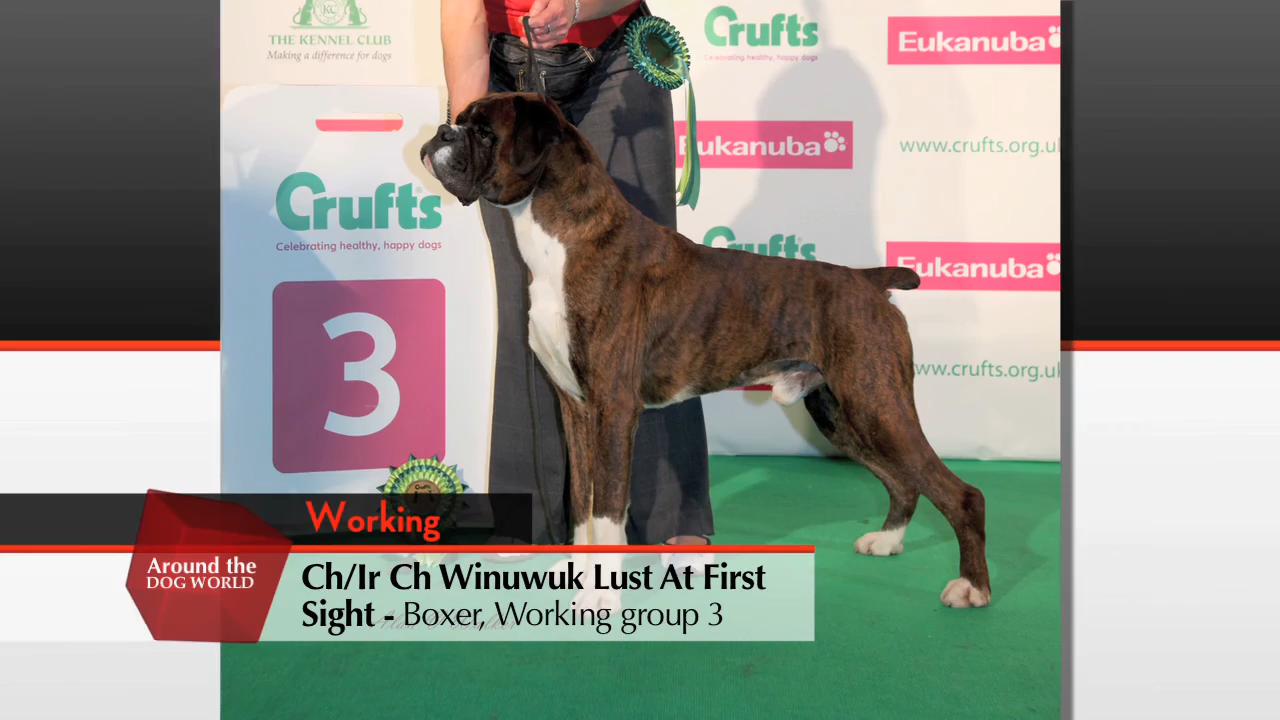 KC
THE KENNEL CLUB
Making a difference for dogs
Crufts
Celebrating healthy, happy dogs
Eukanuba
Eukanuba
www.crufts.org.u
Crufts
Celebrating healthy, happy dogs
Crufts
Eukanuba
3
www.crufts.org.u
Crufts
Working
Around the
DOG WORLD
Ch/Ir Ch Winuwuk Lust At First
Sight - Boxer, Working group 3